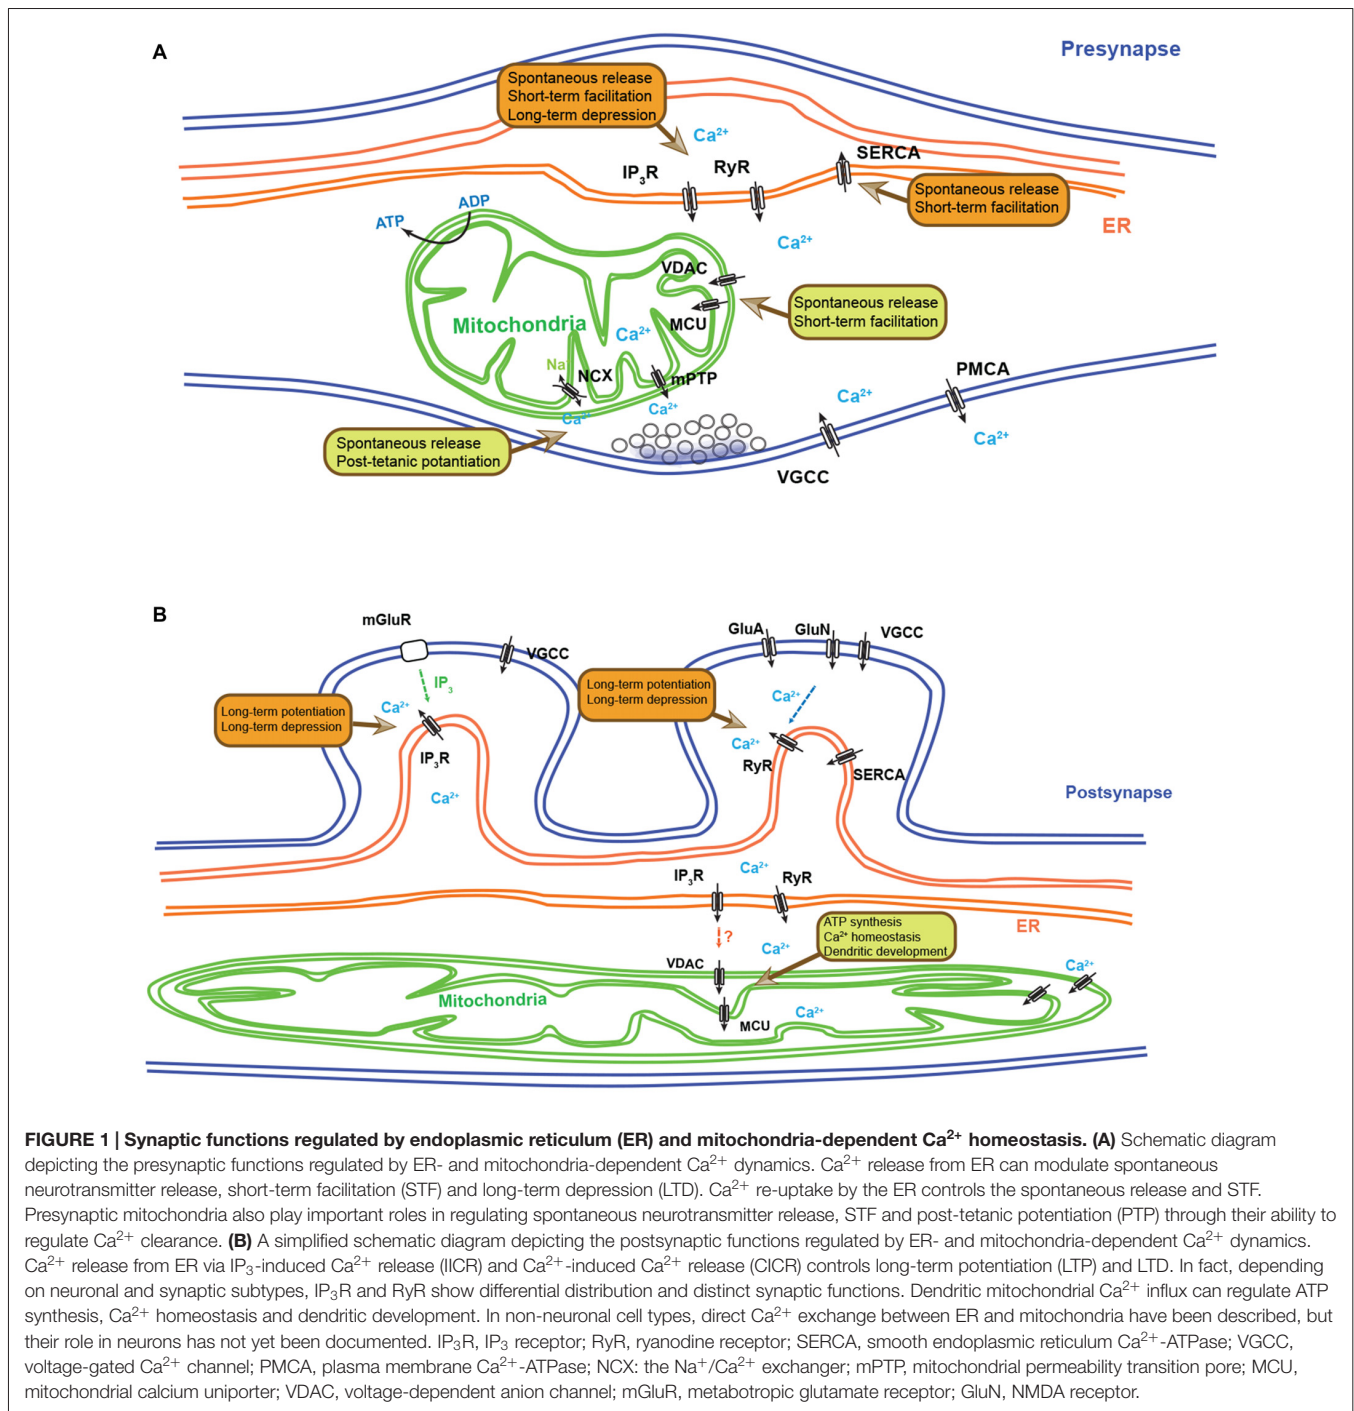 A
Presynapse
Spontaneous release
Short-term facilitation
Long-term depression
Ca²⁺
IP₃R
RyR
SERCA
Spontaneous release
Short-term facilitation
ER
ATP
ADP
Ca²⁺
VDAC
MCU
Spontaneous release
Short-term facilitation
Mitochondria
Ca²⁺
Na
NCX
mPTP
Ca²⁺
Ca²⁺
Spontaneous release
Post-tetanic potantiation
PMCA
Ca²⁺
Ca²⁺
VGCC
B
mGluR
VGCC
IP₃
Long-term potentiation
Long-term depression
Ca²⁺
IP₃R
Ca²⁺
GluA
GluN
VGCC
Long-term potentiation
Long-term depression
Ca²⁺
Ca²⁺
RyR
SERCA
Postsynapse
Ca²⁺
IP₃R
RyR
ER
?
Ca²⁺
ATP synthesis
Ca²⁺ homeostasis
Dendritic development
VDAC
Ca²⁺
Mitochondria
MCU
Ca²⁺
FIGURE 1 | Synaptic functions regulated by endoplasmic reticulum (ER) and mitochondria-dependent Ca²⁺ homeostasis. (A) Schematic diagram
depicting the presynaptic functions regulated by ER- and mitochondria-dependent Ca²⁺ dynamics. Ca²⁺ release from ER can modulate spontaneous
neurotransmitter release, short-term facilitation (STF) and long-term depression (LTD). Ca²⁺ re-uptake by the ER controls the spontaneous release and STF.
Presynaptic mitochondria also play important roles in regulating spontaneous neurotransmitter release, STF and post-tetanic potentiation (PTP) through their ability to
regulate Ca²⁺ clearance. (B) A simplified schematic diagram depicting the postsynaptic functions regulated by ER- and mitochondria-dependent Ca²⁺ dynamics.
Ca²⁺ release from ER via IP₃-induced Ca²⁺ release (IICR) and Ca²⁺-induced Ca²⁺ release (CICR) controls long-term potentiation (LTP) and LTD. In fact, depending
on neuronal and synaptic subtypes, IP₃R and RyR show differential distribution and distinct synaptic functions. Dendritic mitochondrial Ca²⁺ influx can regulate ATP
synthesis, Ca²⁺ homeostasis and dendritic development. In non-neuronal cell types, direct Ca²⁺ exchange between ER and mitochondria have been described, but
their role in neurons has not yet been documented. IP₃R, IP₃ receptor; RyR, ryanodine receptor; SERCA, smooth endoplasmic reticulum Ca²⁺-ATPase; VGCC,
voltage-gated Ca²⁺ channel; PMCA, plasma membrane Ca²⁺-ATPase; NCX: the Na⁺/Ca²⁺ exchanger; mPTP, mitochondrial permeability transition pore; MCU,
mitochondrial calcium uniporter; VDAC, voltage-dependent anion channel; mGluR, metabotropic glutamate receptor; GluN, NMDA receptor.